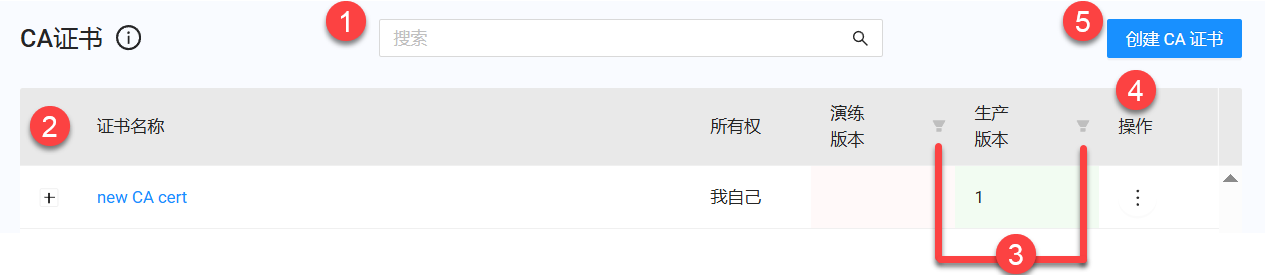 CA证书
1
搜索
5
创建 CA 证书
2
证书名称
所有权
演练
版本
生产
版本
4
操作
new CA cert
我自己
1
3